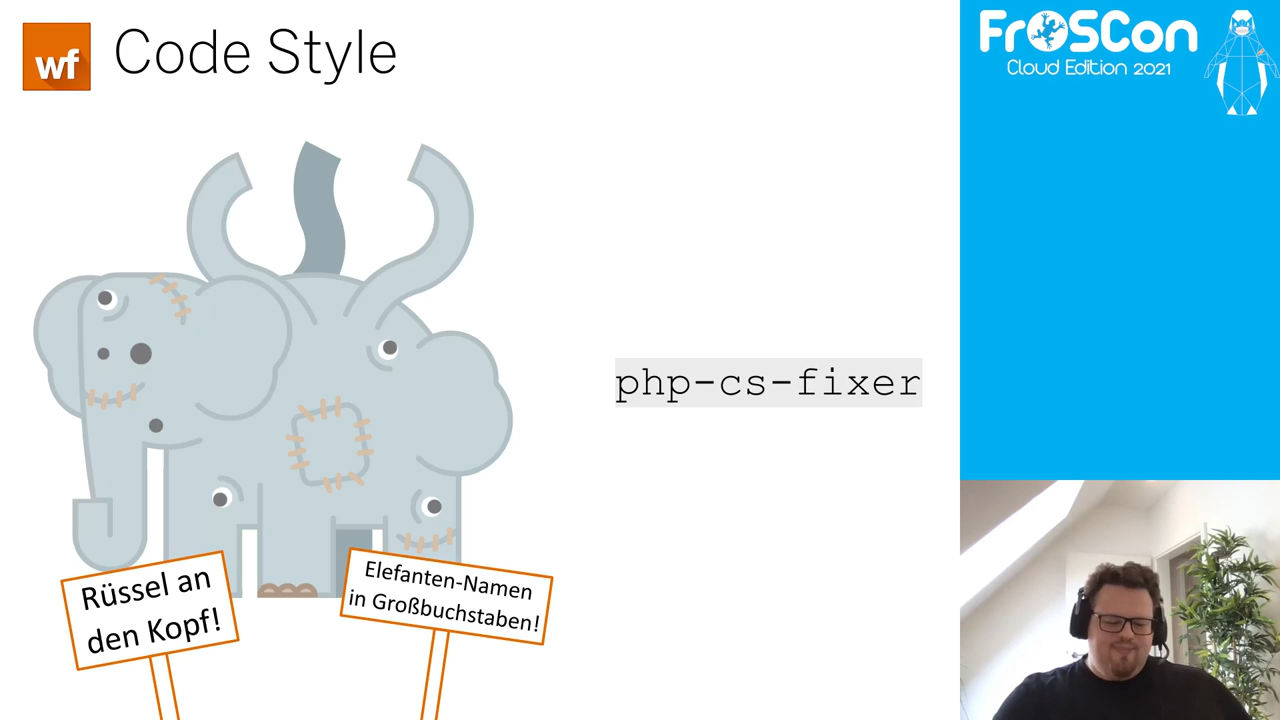 wf
Code Style
FrOSCon
Cloud Edition 2021
php-cs-fixer
Rüssel an
den Kopf!
Elefanten-Namen
in Großbuchstaben!